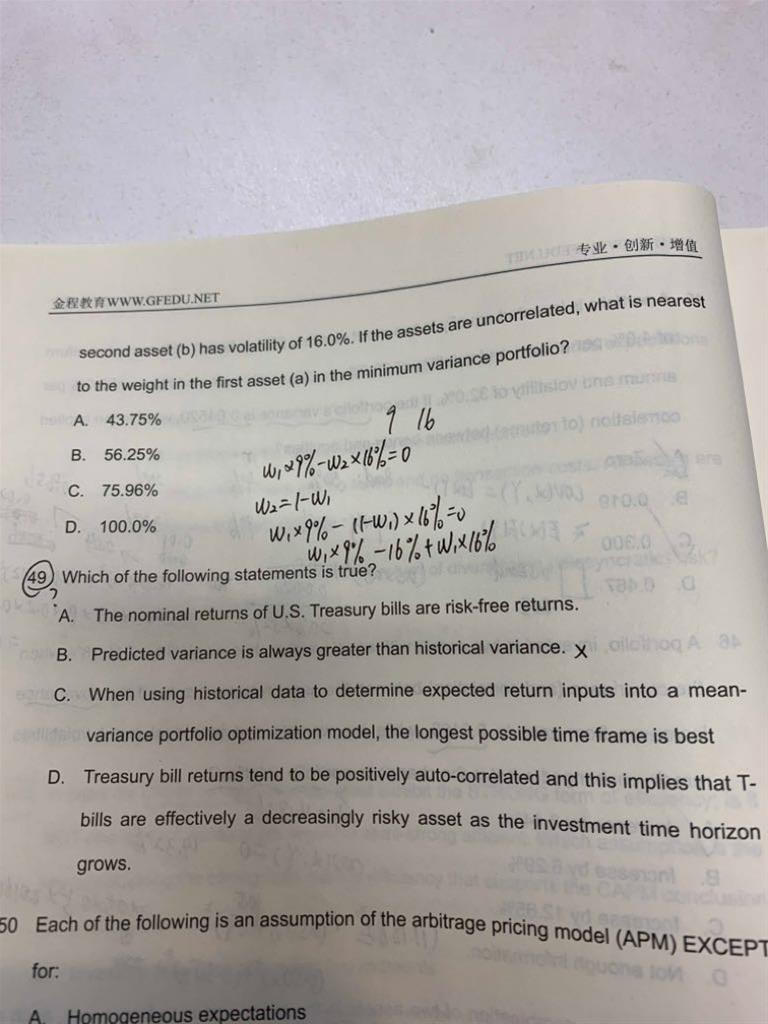 专业·创新·增值
金程教育WWW.GFEDU.NET
second asset (b) has volatility of 16.0%. If the assets are uncorrelated, what is nearest
to the weight in the first asset (a) in the minimum variance portfolio?
A. 43.75%
9 16
B. 56.25%
W₁×9%-W₂×16%=0
C. 75.96%
W₂=1-W₁
D. 100.0%
W₁×9% - (1-W₁)×16%=0
W₁×9% -16%+W₁×16%
49, Which of the following statements is true?
A. The nominal returns of U.S. Treasury bills are risk-free returns.
B. Predicted variance is always greater than historical variance. X
C. When using historical data to determine expected return inputs into a mean-
variance portfolio optimization model, the longest possible time frame is best
D. Treasury bill returns tend to be positively auto-correlated and this implies that T-
bills are effectively a decreasingly risky asset as the investment time horizon
grows.
50 Each of the following is an assumption of the arbitrage pricing model (APM) EXCEPT
for:
A. Homogeneous expectations